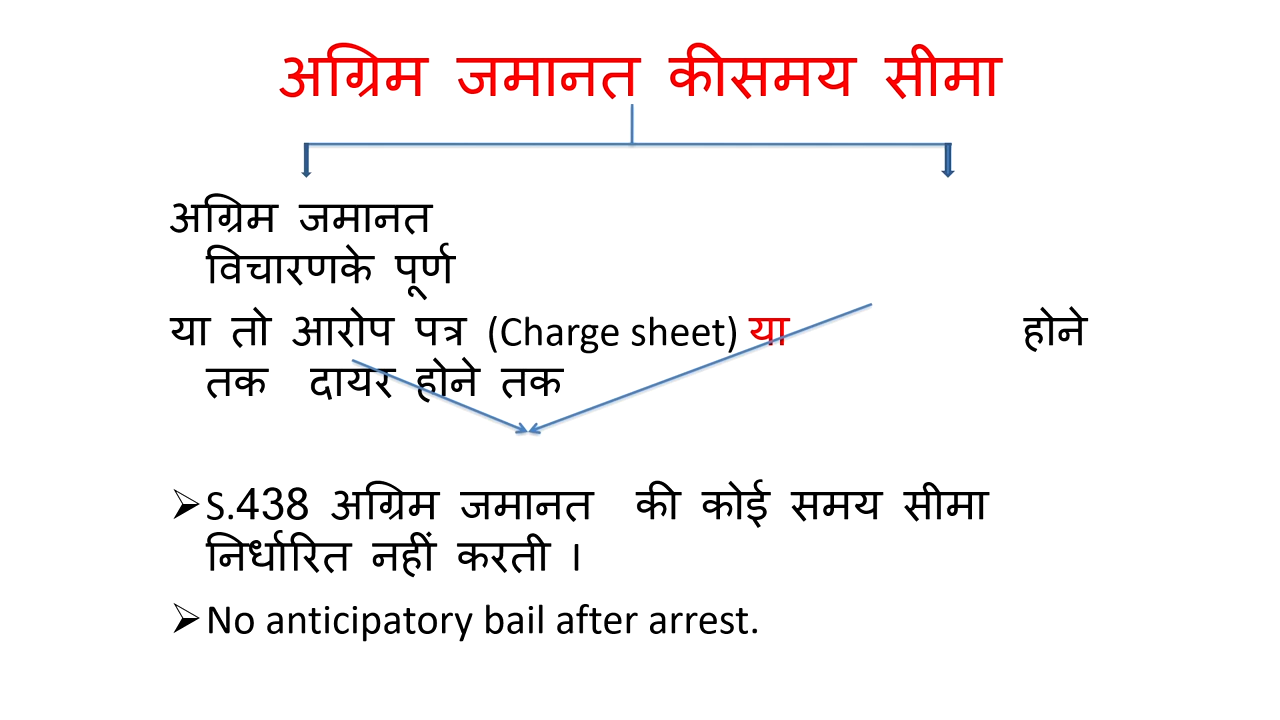 अग्रिम जमानत कीसमय सीमा
अग्रिम जमानत
विचारणके पूर्ण
या तो आरोप पत्र (Charge sheet) या होने
तक दायर होने तक
S.438 अग्रिम जमानत की कोई समय सीमा
निर्धारित नहीं करती ।
No anticipatory bail after arrest.